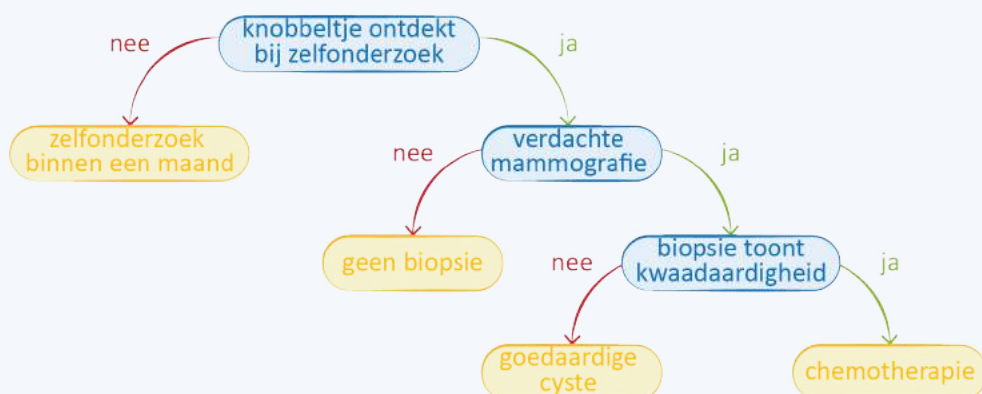 knobbeltje ontdekt
bij zelfonderzoek
nee
ja
zelfonderzoek
binnen een maand
verdachte
mammografie
nee
ja
geen biopsie
biopsie toont
kwaadaardigheid
nee
ja
goedaardige
cyste
chemotherapie